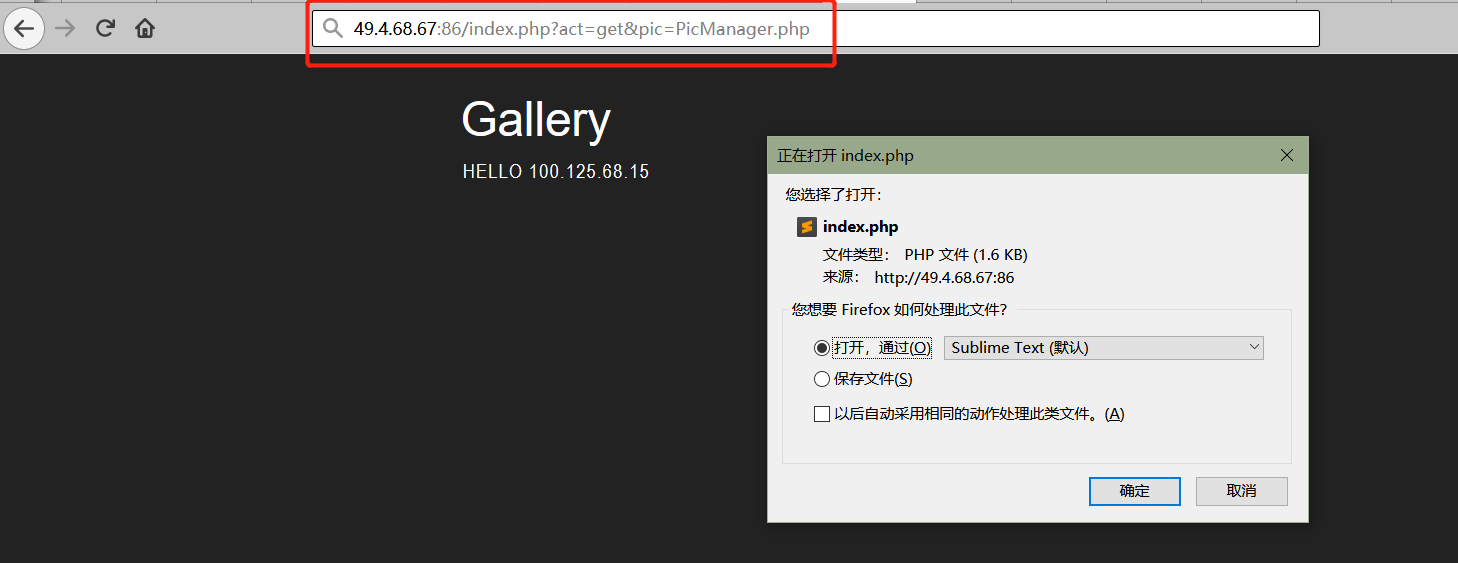 49.4.68.67:86/index.php?act=get&pic=PicManager.php
Gallery
HELLO 100.125.68.15
正在打开 index.php
您选择了打开：
index.php
文件类型： PHP 文件 (1.6 KB)
来源： http://49.4.68.67:86
您想要 Firefox 如何处理此文件?
打开，通过(O) Sublime Text (默认)
保存文件(S)
以后自动采用相同的动作处理此类文件。(A)
确定 取消